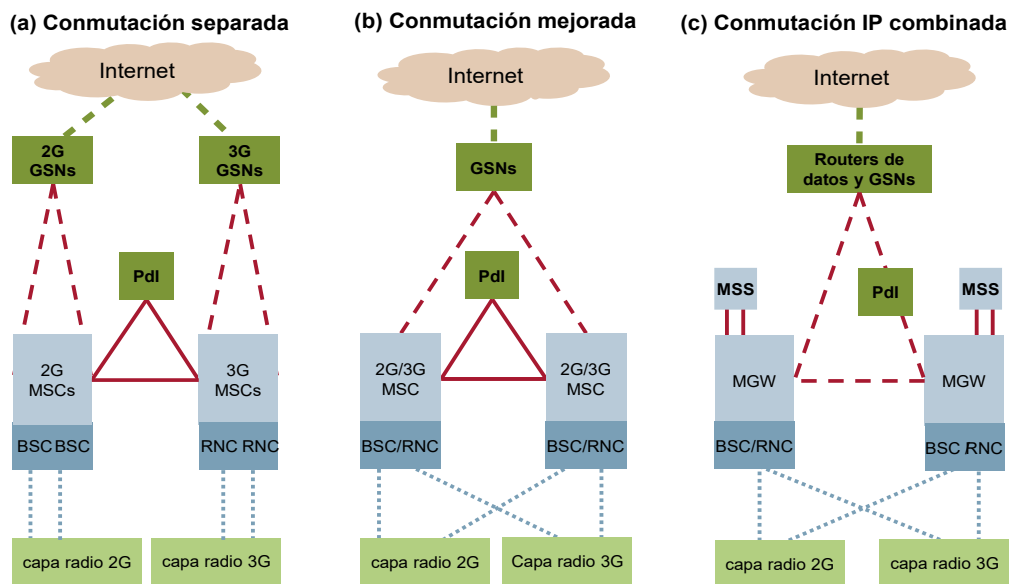 (a) Conmutación separada
Internet
2G
GSNs
3G
GSNs
PdI
2G
MSCs
3G
MSCs
BSC BSC
RNC RNC
capa radio 2G
capa radio 3G
(b) Conmutación mejorada
Internet
GSNs
PdI
2G/3G
MSC
2G/3G
MSC
BSC/RNC
BSC/RNC
capa radio 2G
Capa radio 3G
(c) Conmutación IP combinada
Internet
Routers de
datos y GSNs
MSS
PdI
MSS
MGW
MGW
BSC/RNC
BSC /RNC
capa radio 2G
capa radio 3G